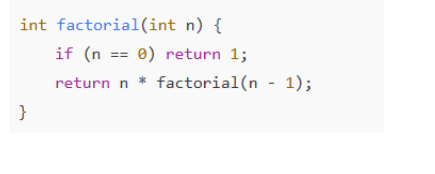 int factorial(int n) {
    if (n == 0) return 1;
    return n * factorial(n - 1);
}